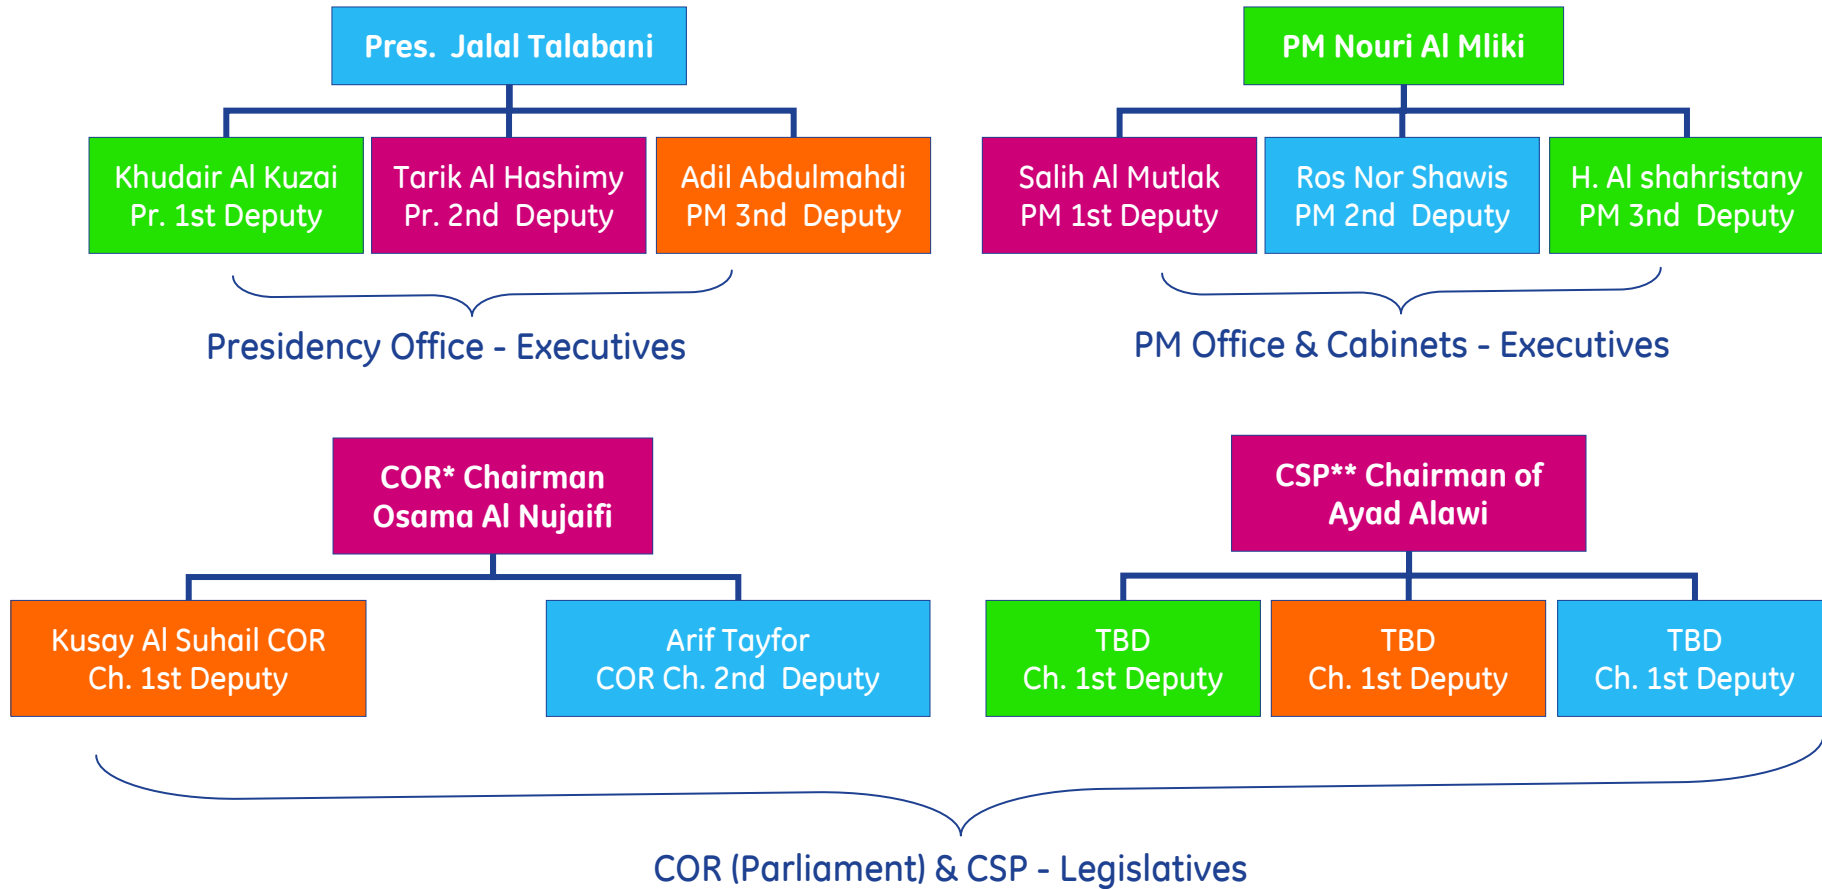 Pres. Jalal Talabani
Khudair Al Kuzai
Pr. 1st Deputy
Tarik Al Hashimy
Pr. 2nd Deputy
Adil Abdulmahdi
PM 3nd Deputy
Presidency Office - Executives
PM Nouri Al Mliki
Salih Al Mutlak
PM 1st Deputy
Ros Nor Shawis
PM 2nd Deputy
H. Al shahristany
PM 3nd Deputy
PM Office & Cabinets - Executives
COR* Chairman
Osama Al Nujaifi
Kusay Al Suhail COR
Ch. 1st Deputy
Arif Tayfor
COR Ch. 2nd Deputy
CSP** Chairman of
Ayad Alawi
TBD
Ch. 1st Deputy
TBD
Ch. 1st Deputy
TBD
Ch. 1st Deputy
COR (Parliament) & CSP - Legislatives